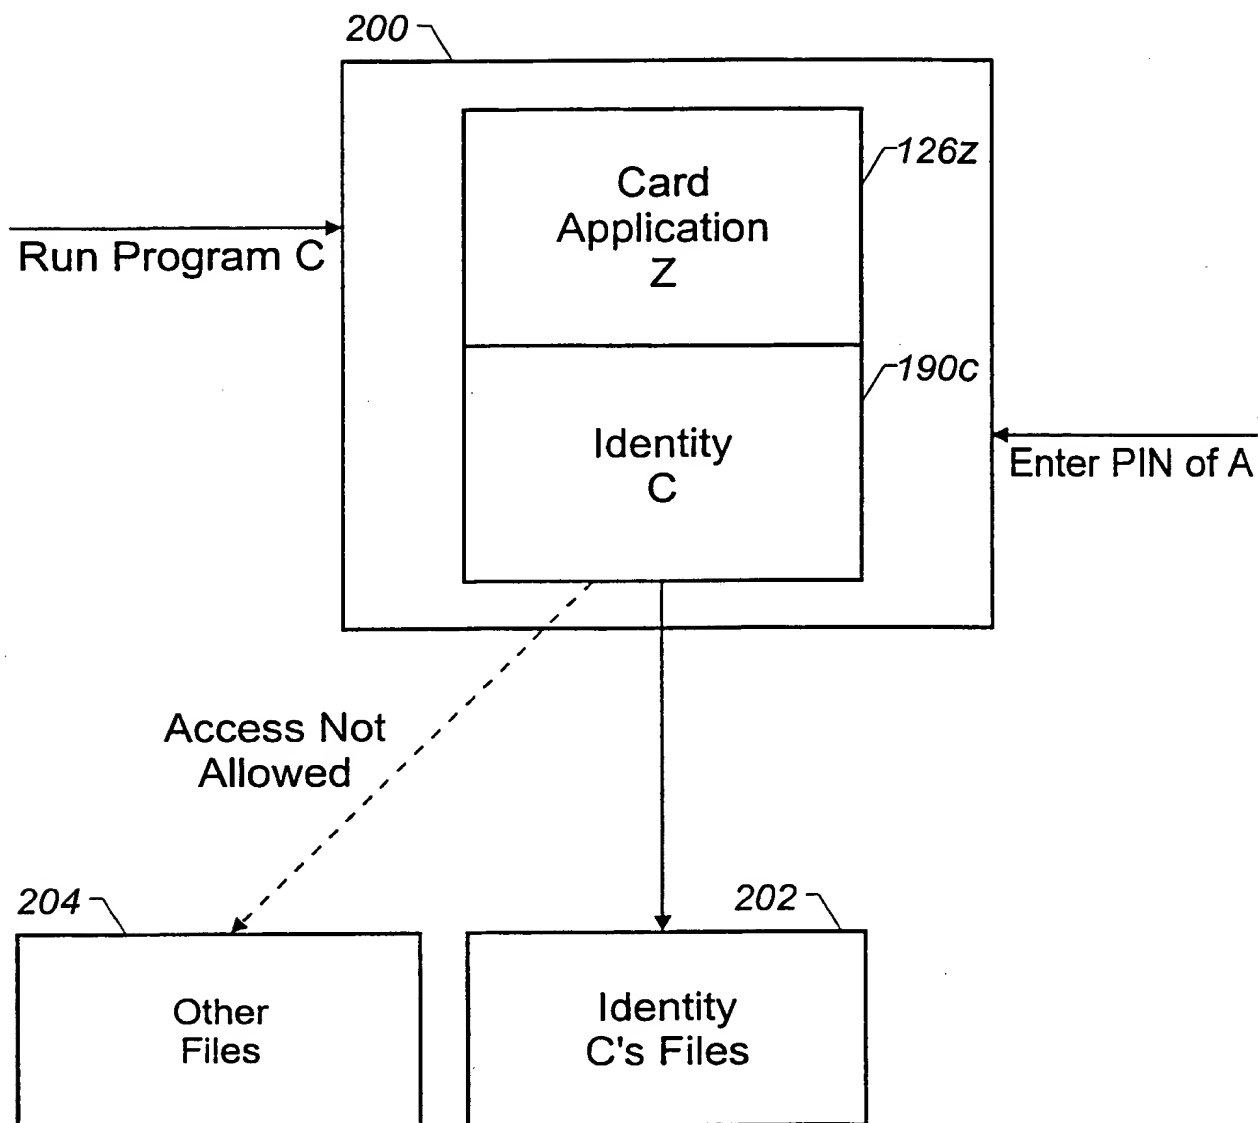 200
126z
Card
Application
Z
Run Program C
190c
Identity
C
Enter PIN of A
Access Not
Allowed
204
202
Other
Files
Identity
C's Files